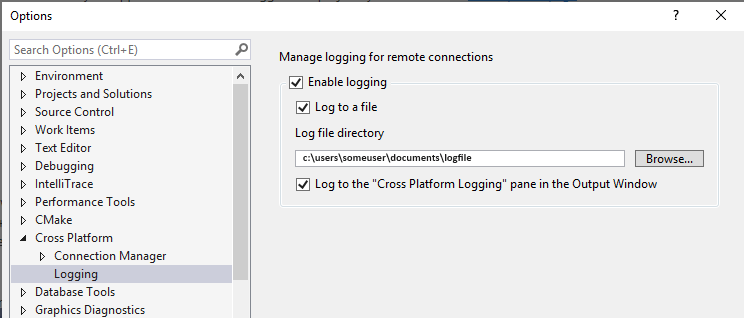 Options
?
Search Options (Ctrl+E)
Environment
Projects and Solutions
Source Control
Work Items
Text Editor
Debugging
IntelliTrace
Performance Tools
CMake
Cross Platform
Connection Manager
Logging
Database Tools
Graphics Diagnostics
Manage logging for remote connections
Enable logging
Log to a file
Log file directory
c:\users\someuser\documents\logfile
Browse...
Log to the "Cross Platform Logging" pane in the Output Window